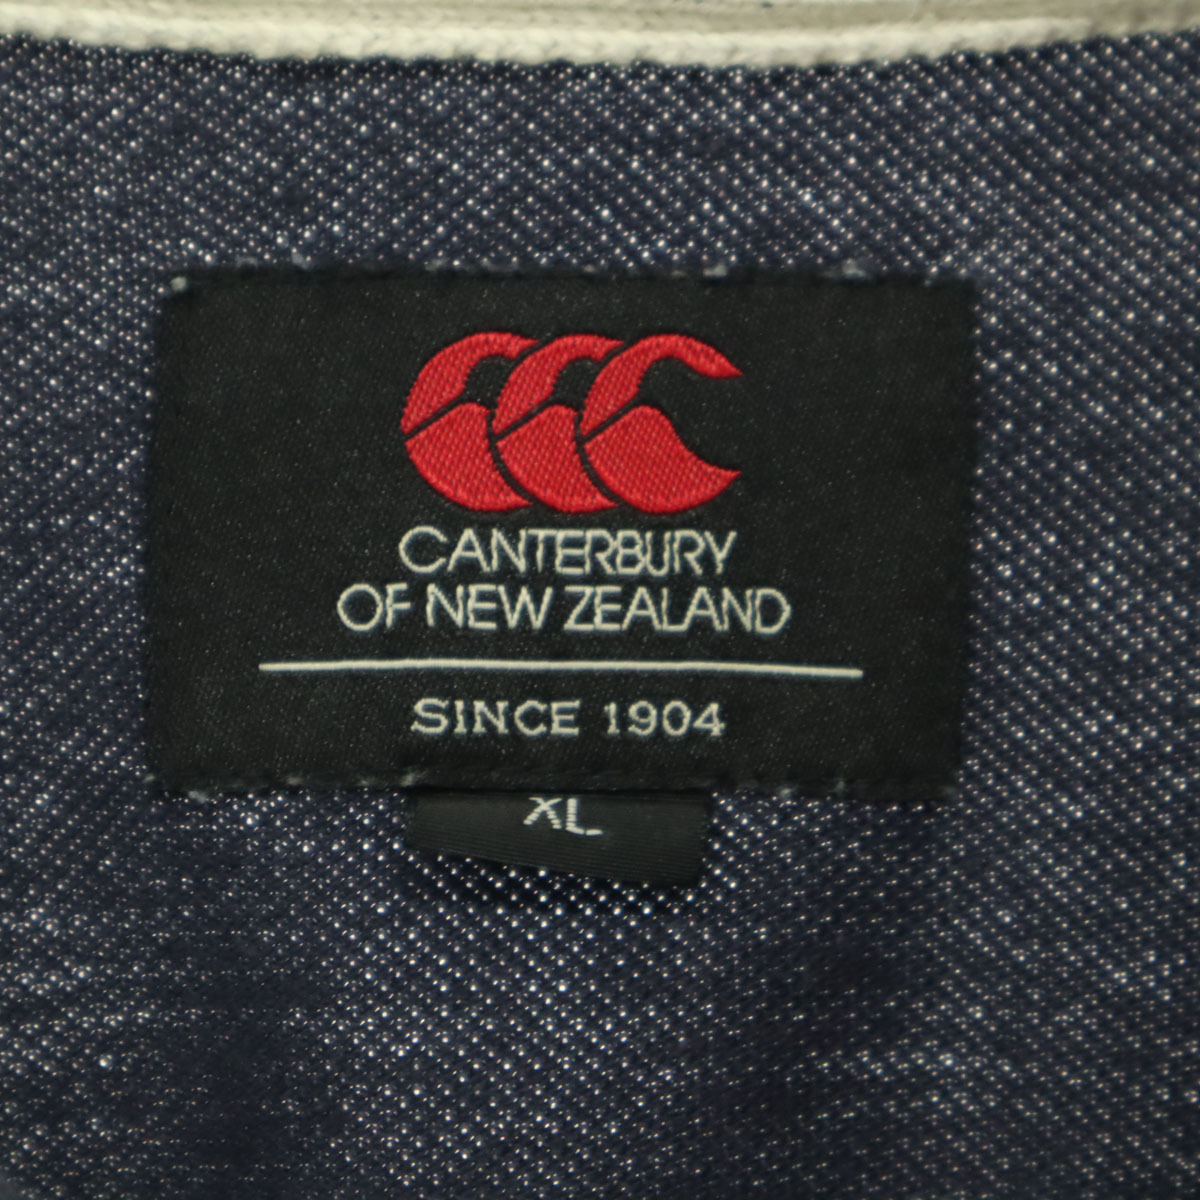 CANTERBURY
OF NEW ZEALAND
SINCE 1904
XL